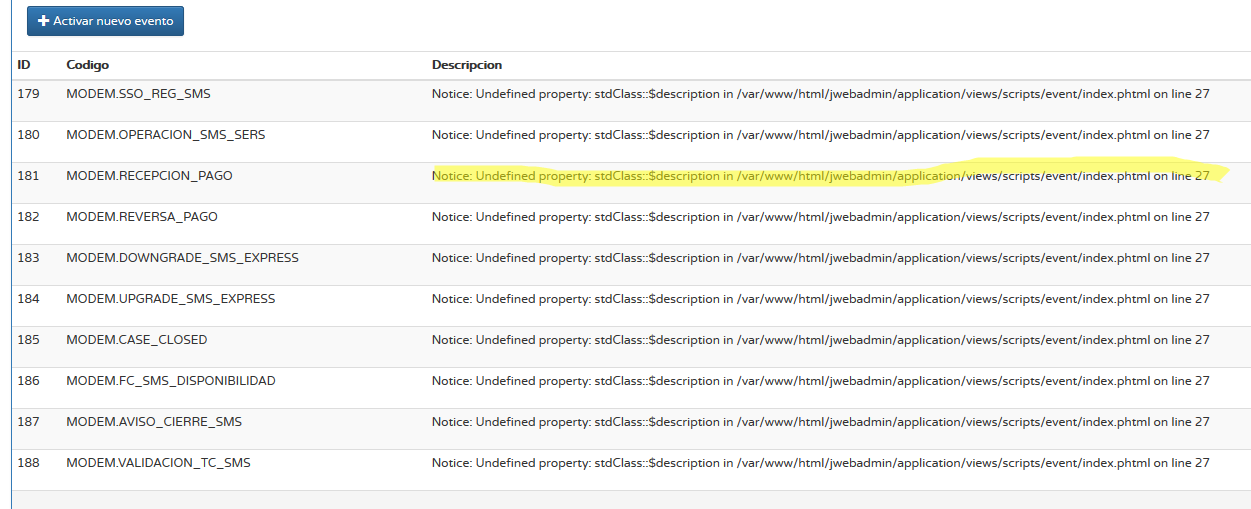 Activar nuevo evento
ID Codigo Descripcion
179 MODEM.SSO_REG_SMS Notice: Undefined property: stdClass::$description in /var/www/html/jwebadmin/application/views/scripts/event/index.phtml on line 27
180 MODEM.OPERACION_SMS_SERS Notice: Undefined property: stdClass::$description in /var/www/html/jwebadmin/application/views/scripts/event/index.phtml on line 27
181 MODEM.RECEPCION_PAGO Notice: Undefined property: stdClass::$description in /var/www/html/jwebadmin/application/views/scripts/event/index.phtml on line 27
182 MODEM.REVERSA_PAGO Notice: Undefined property: stdClass::$description in /var/www/html/jwebadmin/application/views/scripts/event/index.phtml on line 27
183 MODEM.DOWNGRADE_SMS_EXPRESS Notice: Undefined property: stdClass::$description in /var/www/html/jwebadmin/application/views/scripts/event/index.phtml on line 27
184 MODEM.UPGRADE_SMS_EXPRESS Notice: Undefined property: stdClass::$description in /var/www/html/jwebadmin/application/views/scripts/event/index.phtml on line 27
185 MODEM.CASE_CLOSED Notice: Undefined property: stdClass::$description in /var/www/html/jwebadmin/application/views/scripts/event/index.phtml on line 27
186 MODEM.FC_SMS_DISPONIBILIDAD Notice: Undefined property: stdClass::$description in /var/www/html/jwebadmin/application/views/scripts/event/index.phtml on line 27
187 MODEM.AVISO_CIERRE_SMS Notice: Undefined property: stdClass::$description in /var/www/html/jwebadmin/application/views/scripts/event/index.phtml on line 27
188 MODEM.VALIDACION_TC_SMS Notice: Undefined property: stdClass::$description in /var/www/html/jwebadmin/application/views/scripts/event/index.phtml on line 27